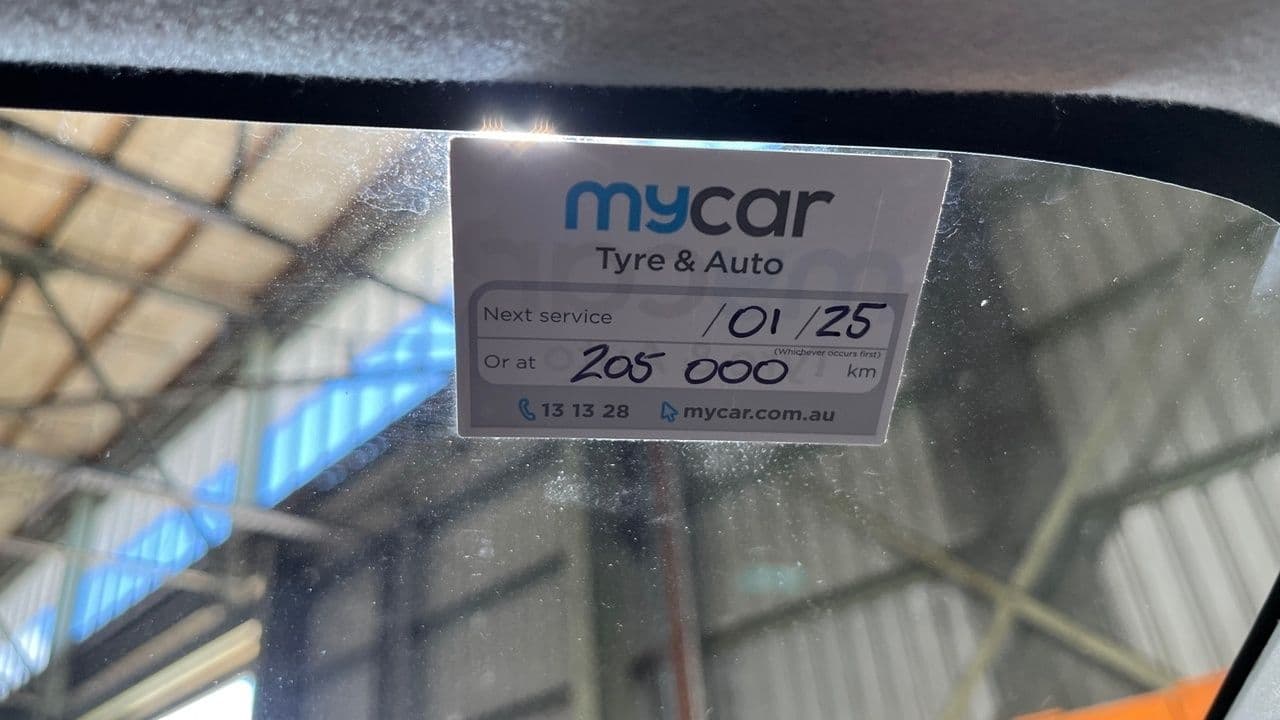 mycar
Tyre & Auto
Next service /01/25
(Whichever occurs first)
Or at 205 000 km
13 13 28 mycar.com.au